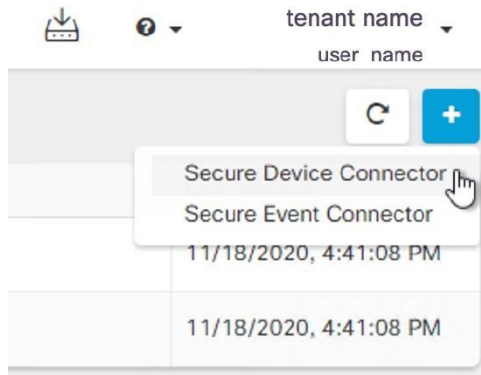 tenant name
user name
Secure Device Connector
Secure Event Connector
11/18/2020, 4:41:08 PM
11/18/2020, 4:41:08 PM